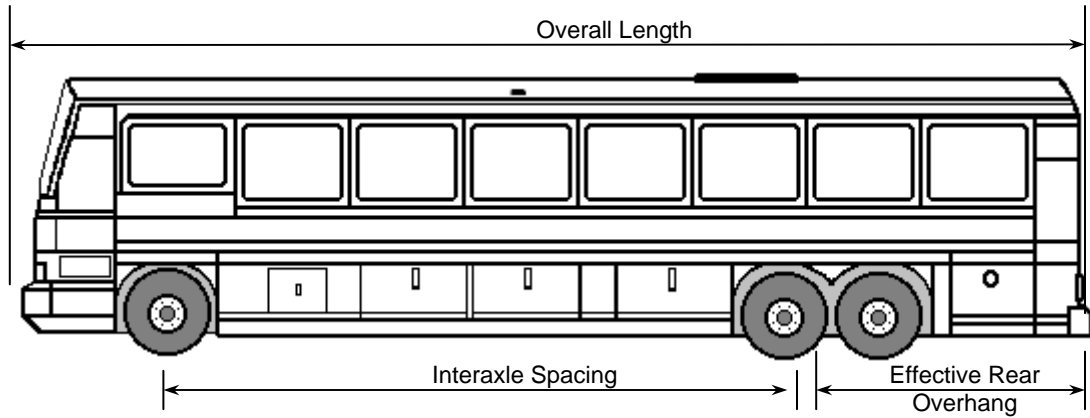 Overall Length
Interaxle Spacing
Effective Rear
Overhang